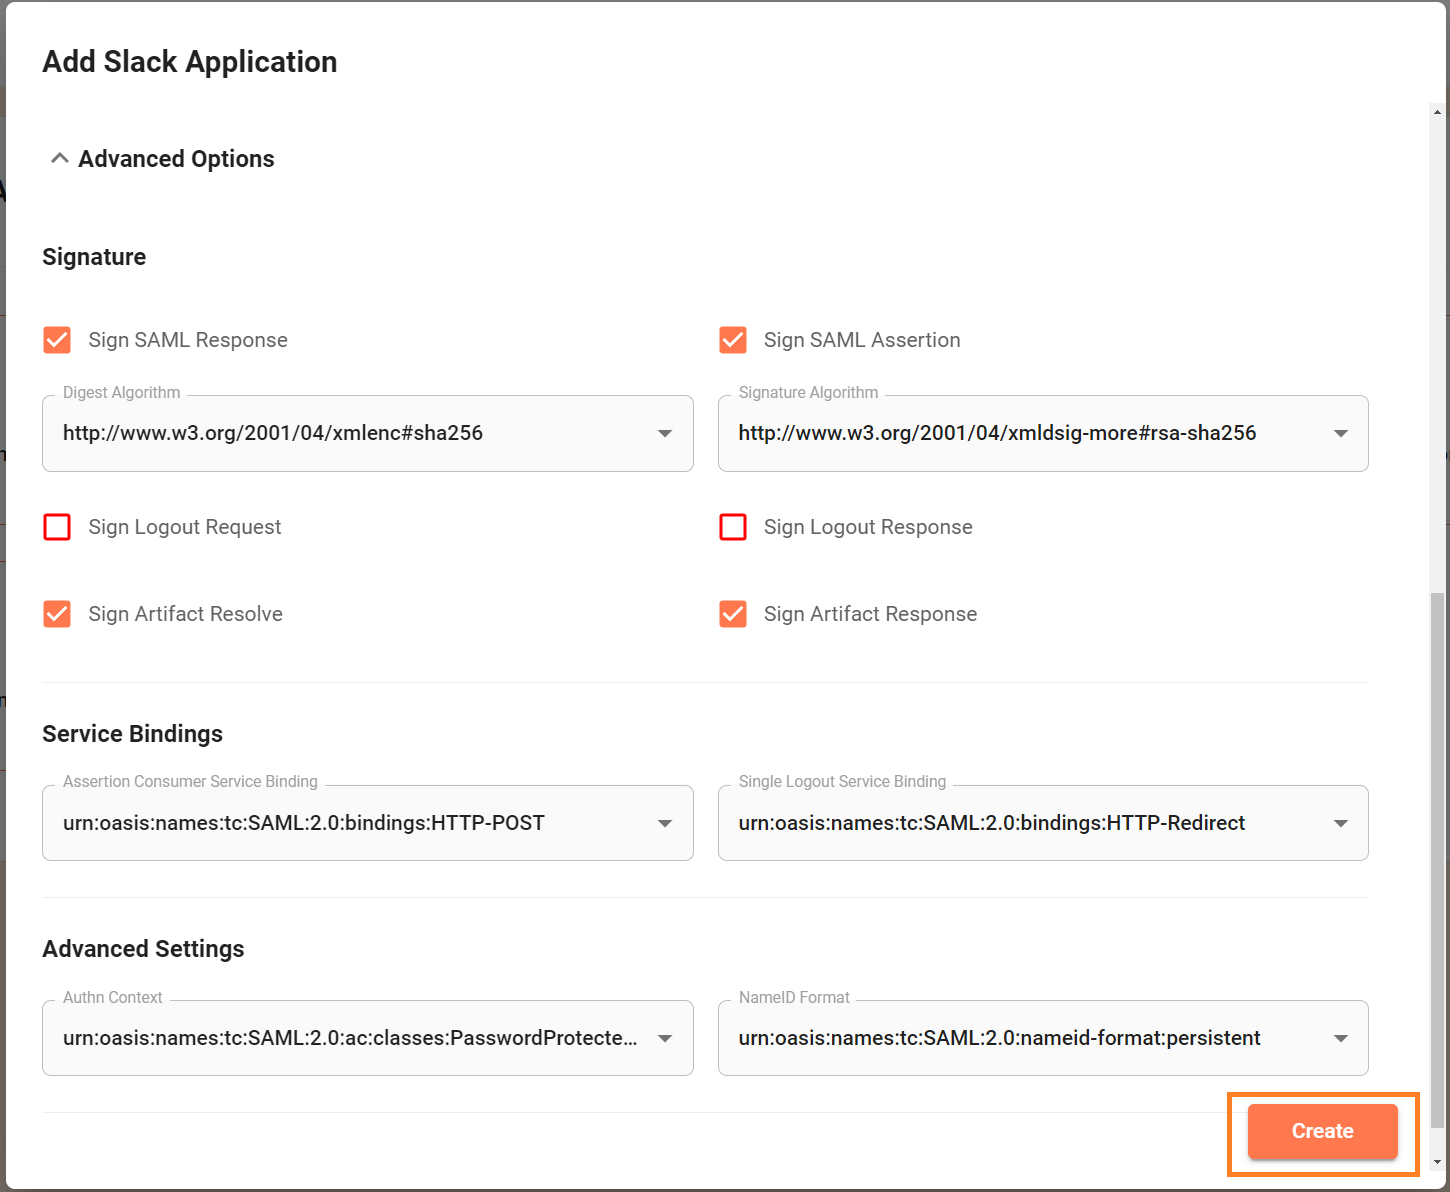 Add Slack Application
Advanced Options
Signature
Sign SAML Response
Sign SAML Assertion
Digest Algorithm
http://www.w3.org/2001/04/xmlenc#sha256
Signature Algorithm
http://www.w3.org/2001/04/xmldsig-more#rsa-sha256
Sign Logout Request
Sign Logout Response
Sign Artifact Resolve
Sign Artifact Response
Service Bindings
Assertion Consumer Service Binding
urn:oasis:names:tc:SAML:2.0:bindings:HTTP-POST
Single Logout Service Binding
urn:oasis:names:tc:SAML:2.0:bindings:HTTP-Redirect
Advanced Settings
Authn Context
urn:oasis:names:tc:SAML:2.0:ac:classes:PasswordProtecte...
NameID Format
urn:oasis:names:tc:SAML:2.0:nameid-format:persistent
Create